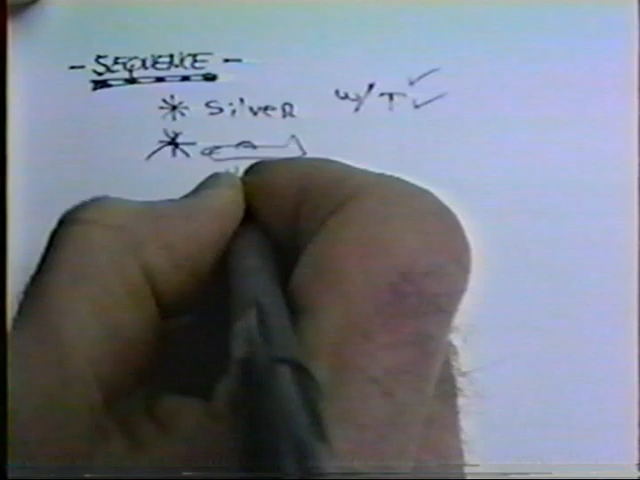 - SEQUENCE -
* Silver w/T ✓ ✓
*